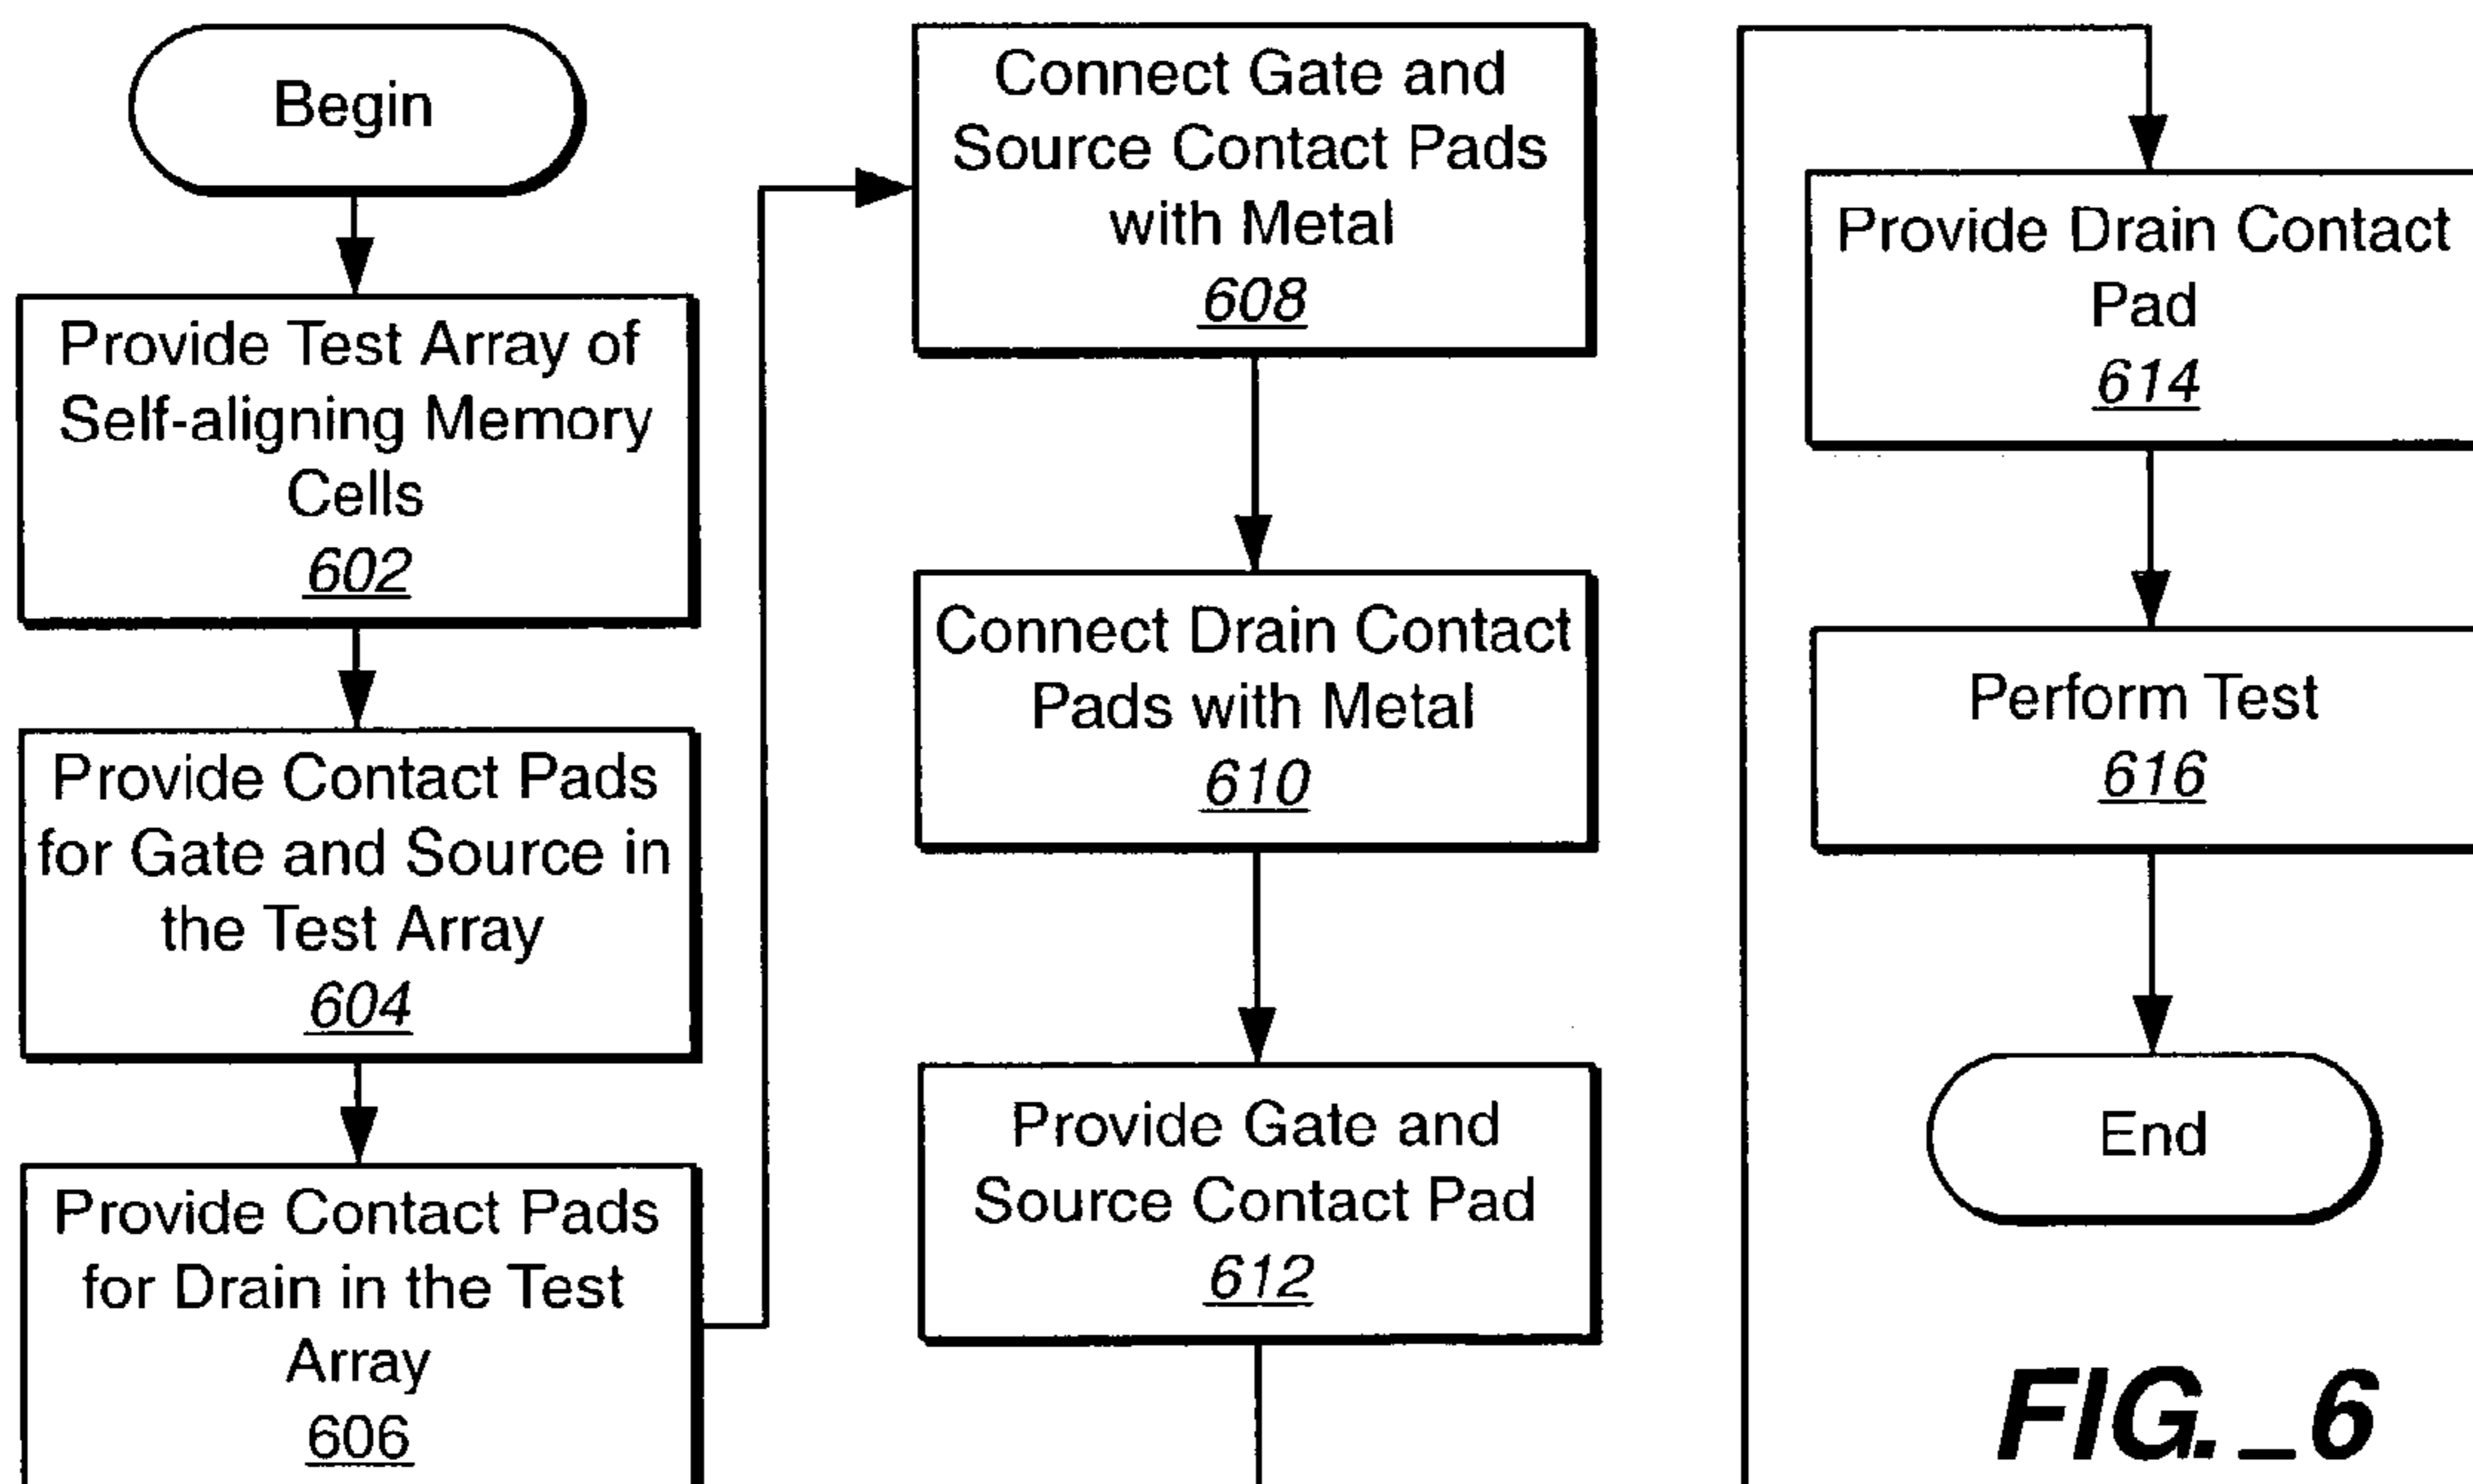 Begin
Provide Test Array of
Self-aligning Memory
Cells
602
Provide Contact Pads
for Gate and Source in
the Test Array
604
Provide Contact Pads
for Drain in the Test
Array
606
Connect Gate and
Source Contact Pads
with Metal
608
Connect Drain Contact
Pads with Metal
610
Provide Gate and
Source Contact Pad
612
Provide Drain Contact
Pad
614
Perform Test
616
End
FIG._6